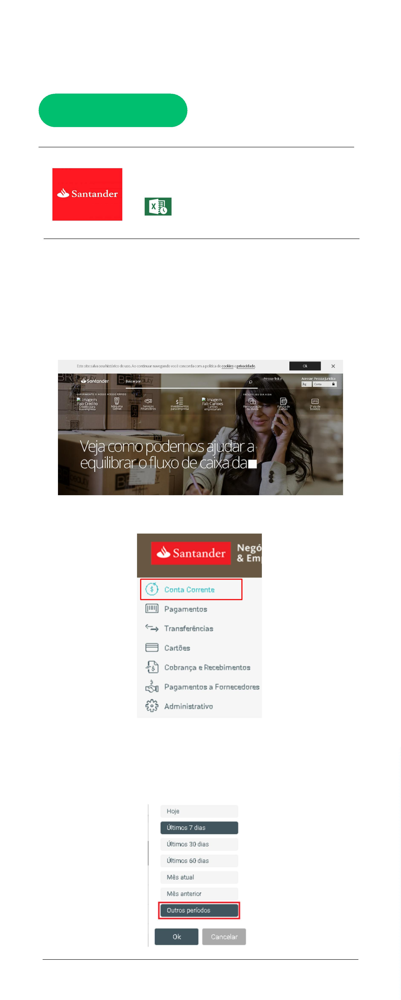 Santander
X
Este site salva seu histórico de uso. Ao continuar navegando você concorda com a política de cookies e privacidade.
Ok
Santander
Buscar por
Pessoa física
Acessar Pessoa Jurídica
Ag
Conta
EXPERIMENTE O NOSSO ACESSO RÁPIDO
FACILITE SEU DIA A DIA
Imagem
Fab Credito
Crédito para
sua empresa
Máquina
Getnet
Serviços
Financeiros
Investimentos
para empresa
Imagem
Fab Cartoes
Cartões
empresariais
Renegociação
de dívida
Fatura de
cartão
2ª via de
boletos
Veja como podemos ajudar a
equilibrar o fluxo de caixa da
Santander
Negó
& Emp
Conta Corrente
Pagamentos
Transferências
Cartões
Cobrança e Recebimentos
Pagamentos a Fornecedores
Administrativo
Hoje
Últimos 7 dias
Últimos 30 dias
Últimos 60 dias
Mês atual
Mês anterior
Outros períodos
Ok
Cancelar